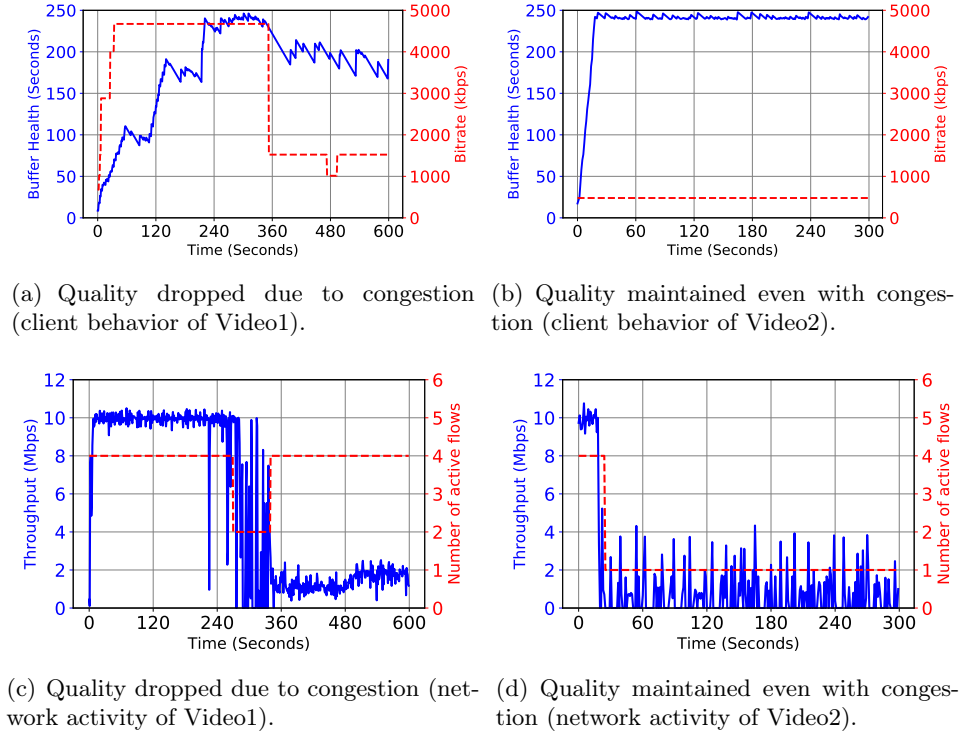 250
200
150
100
50
0
Buffer Health (Seconds)
5000
4000
3000
2000
1000
0
Bitrate (kbps)
0 120 240 360 480 600
Time (Seconds)
250
200
150
100
50
0
Buffer Health (Seconds)
5000
4000
3000
2000
1000
0
Bitrate (kbps)
0 60 120 180 240 300
Time (Seconds)
(a) Quality dropped due to congestion
(client behavior of Video1).
(b) Quality maintained even with conges-
tion (client behavior of Video2).
12
10
8
6
4
2
0
Throughput (Mbps)
6
5
4
3
2
1
0
Number of active flows
0 120 240 360 480 600
Time (Seconds)
12
10
8
6
4
2
0
Throughput (Mbps)
6
5
4
3
2
1
0
Number of active flows
0 60 120 180 240 300
Time (Seconds)
(c) Quality dropped due to congestion (net-
work activity of Video1).
(d) Quality maintained even with conges-
tion (network activity of Video2).